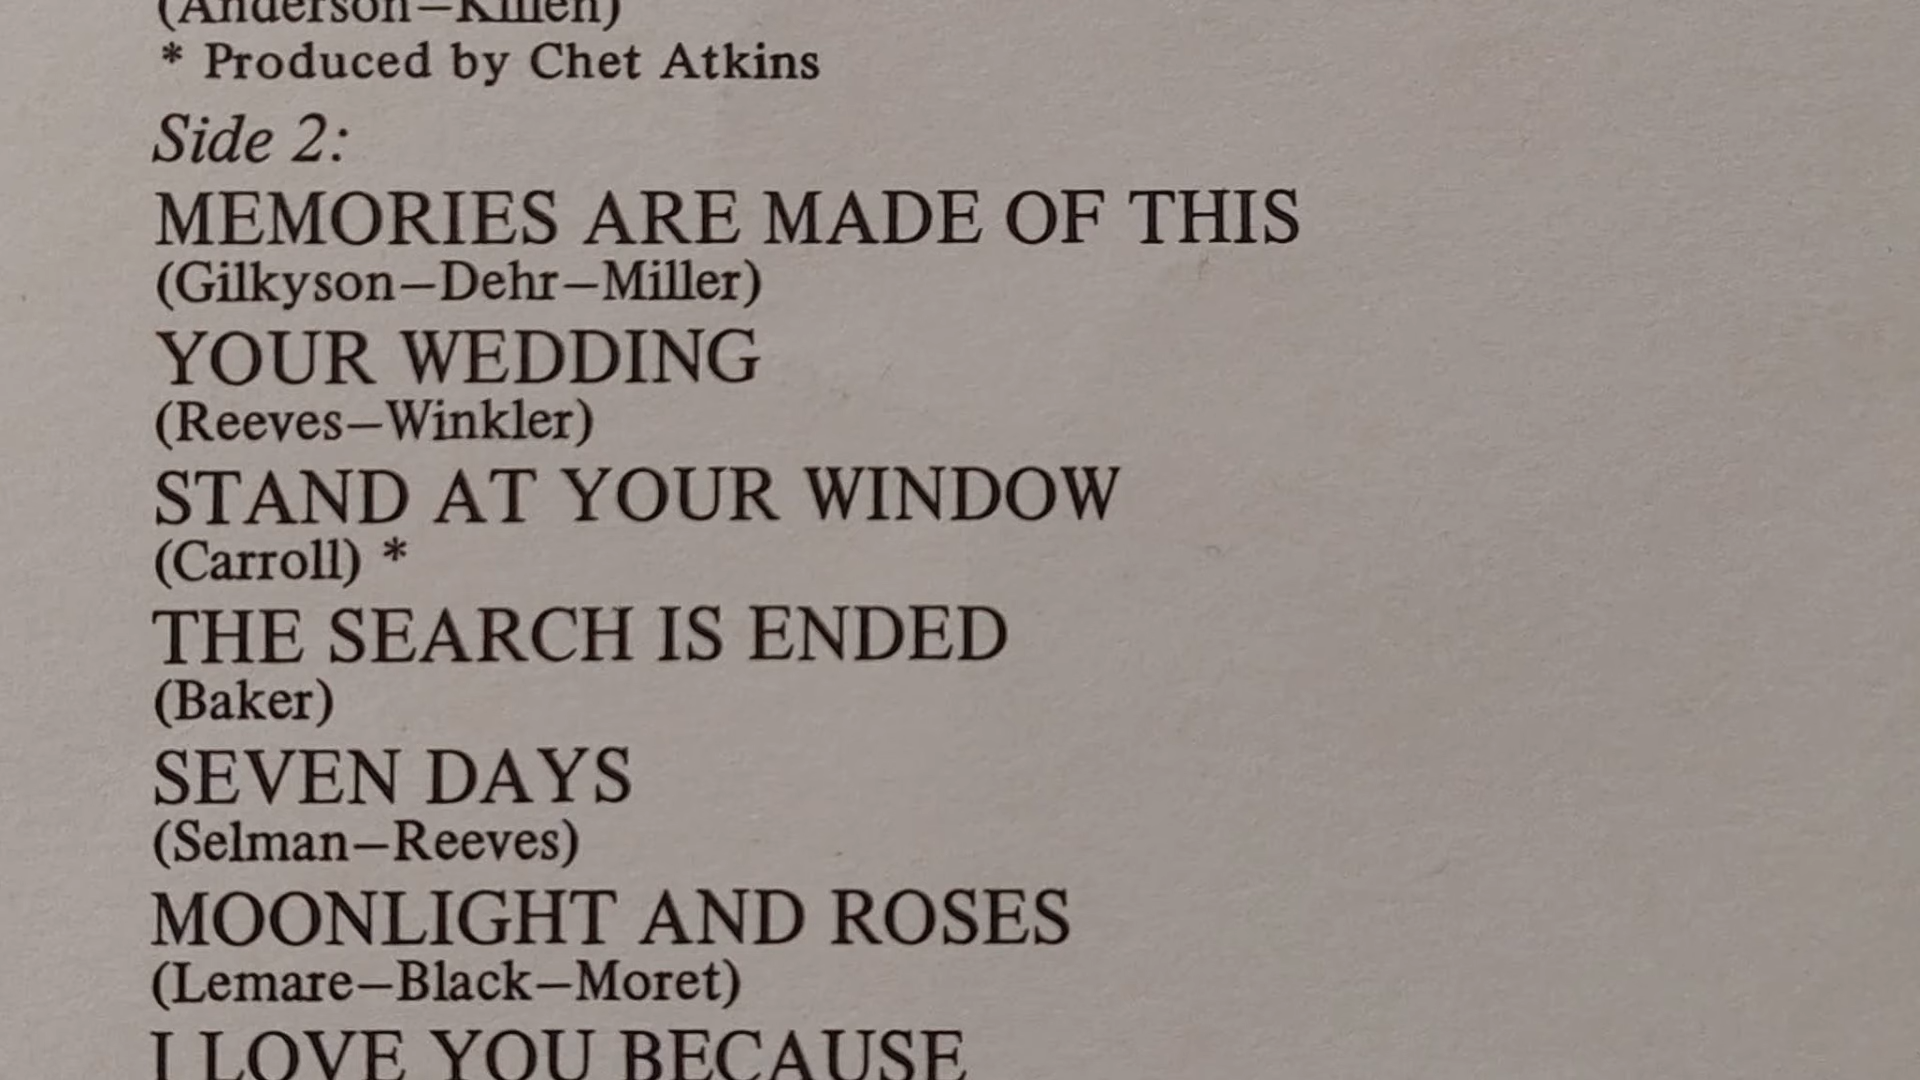 (Anderson—Killen)
* Produced by Chet Atkins
Side 2:
MEMORIES ARE MADE OF THIS
(Gilkyson—Dehr—Miller)
YOUR WEDDING
(Reeves—Winkler)
STAND AT YOUR WINDOW
(Carroll) *
THE SEARCH IS ENDED
(Baker)
SEVEN DAYS
(Selman—Reeves)
MOONLIGHT AND ROSES
(Lemare—Black—Moret)
I LOVE YOU BECAUSE